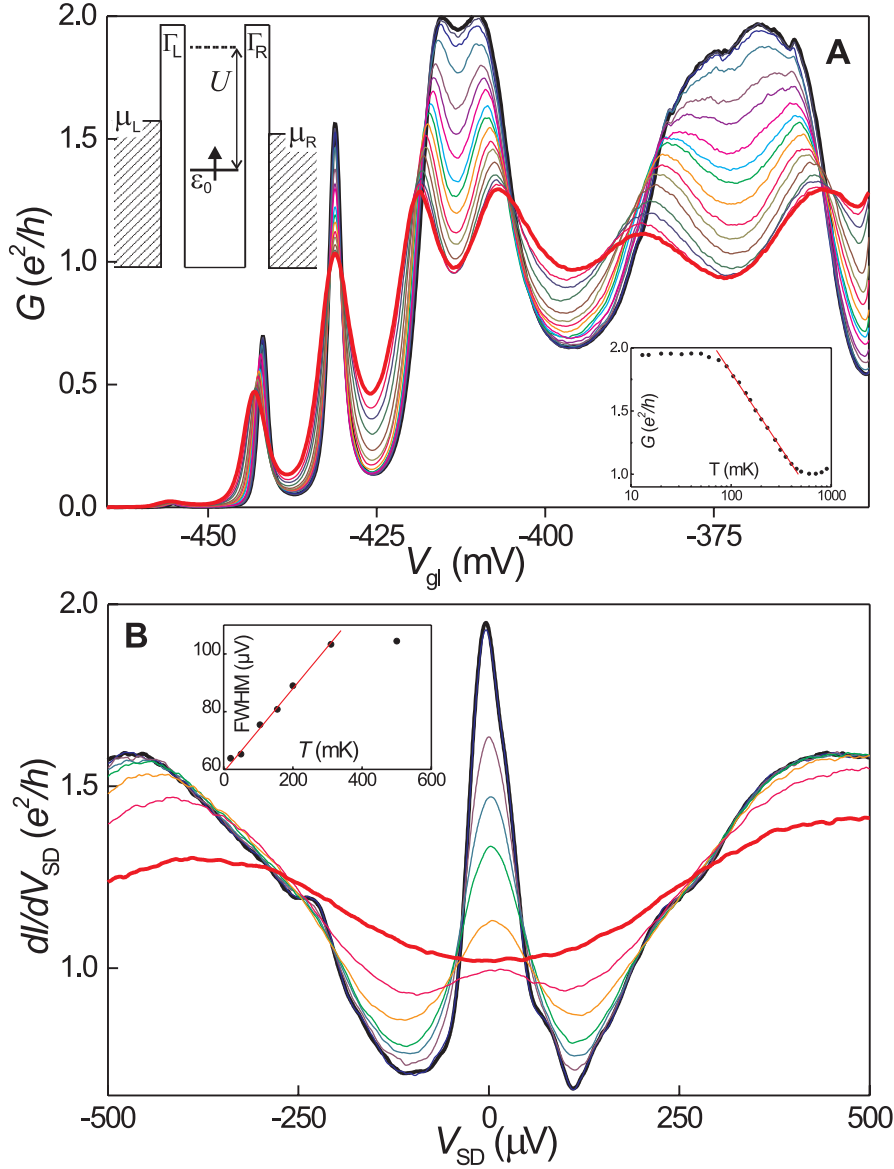 A
Γ_L
Γ_R
U
μ_L
μ_R
ε_0
G (e²/h)
2.0
1.5
1.0
0.5
0.0
-450
-425
-400
-375
V_gl (mV)
G (e²/h)
2.0
1.5
1.0
T (mK)
10
100
1000
B
dI/dV_SD (e²/h)
2.0
1.5
1.0
FWHM (μV)
100
80
60
T (mK)
0
200
400
600
-500
-250
0
250
500
V_SD (μV)